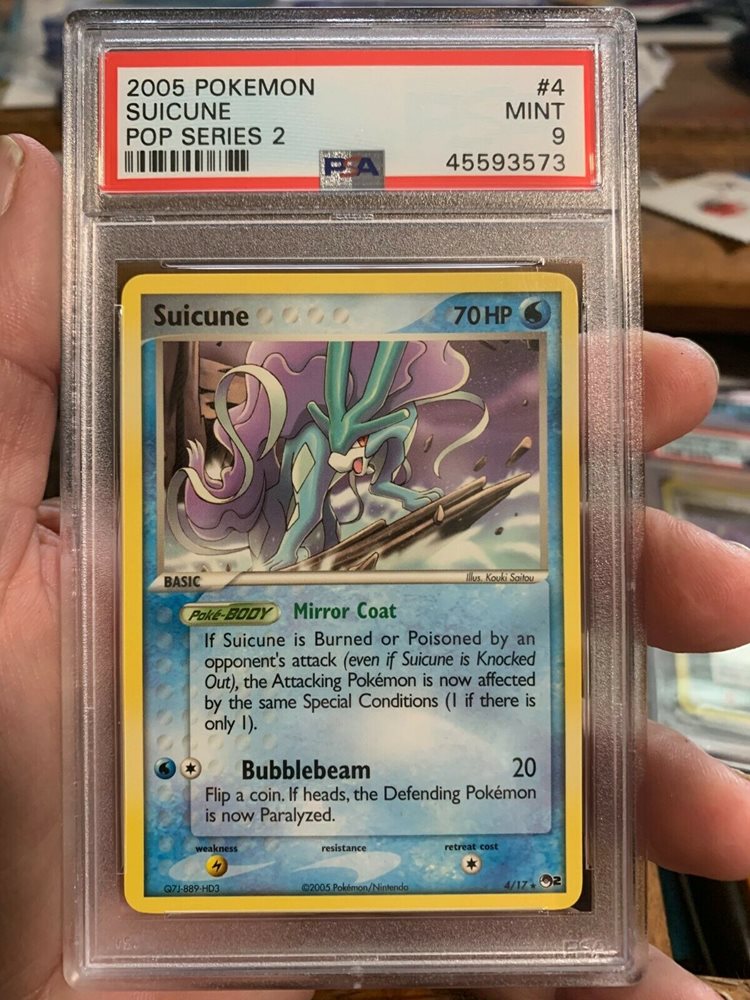 2005 POKEMON #4
SUICUNE MINT
POP SERIES 2 9
PSA 45593573
Suicune 70 HP
BASIC Illus. Kouki Saitou
Poké-BODY Mirror Coat
If Suicune is Burned or Poisoned by an
opponent's attack (even if Suicune is Knocked
Out), the Attacking Pokémon is now affected
by the same Special Conditions (1 if there is
only 1).
Bubblebeam 20
Flip a coin. If heads, the Defending Pokémon
is now Paralyzed.
weakness resistance retreat cost
Q7J-889-HD3 ©2005 Pokémon/Nintendo 4/17 ★ 2
PSA